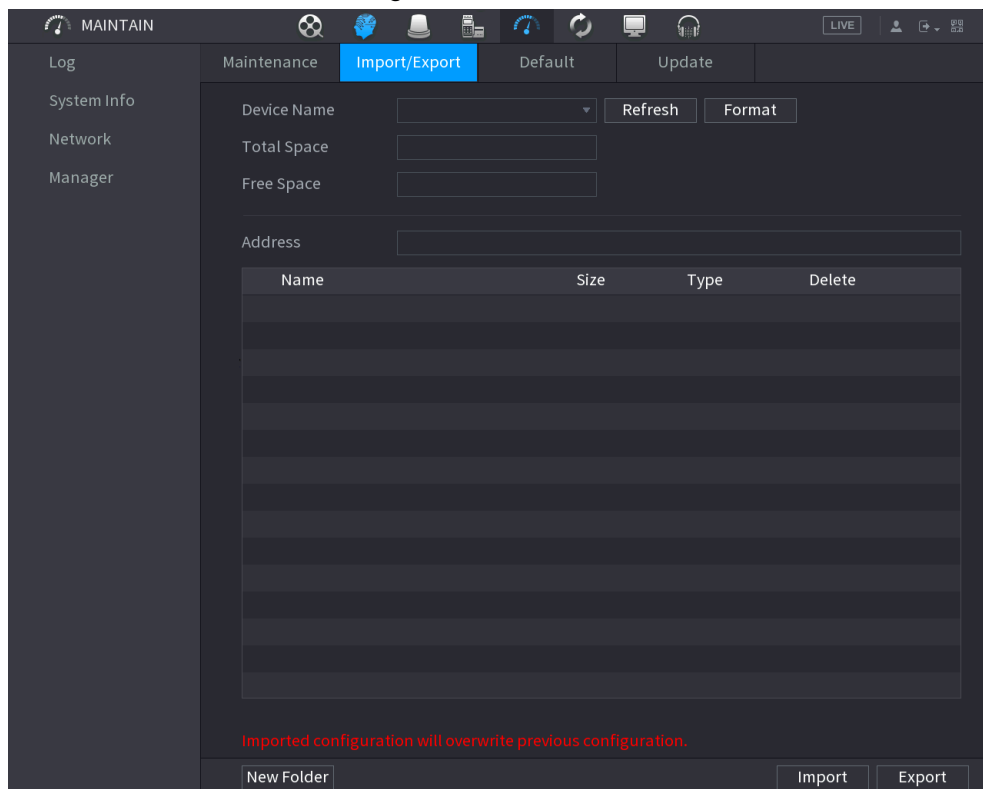 MAINTAIN LIVE
Log
System Info
Network
Manager
Maintenance Import/Export Default Update
Device Name Refresh Format
Total Space
Free Space
Address
Name Size Type Delete
Imported configuration will overwrite previous configuration.
New Folder Import Export